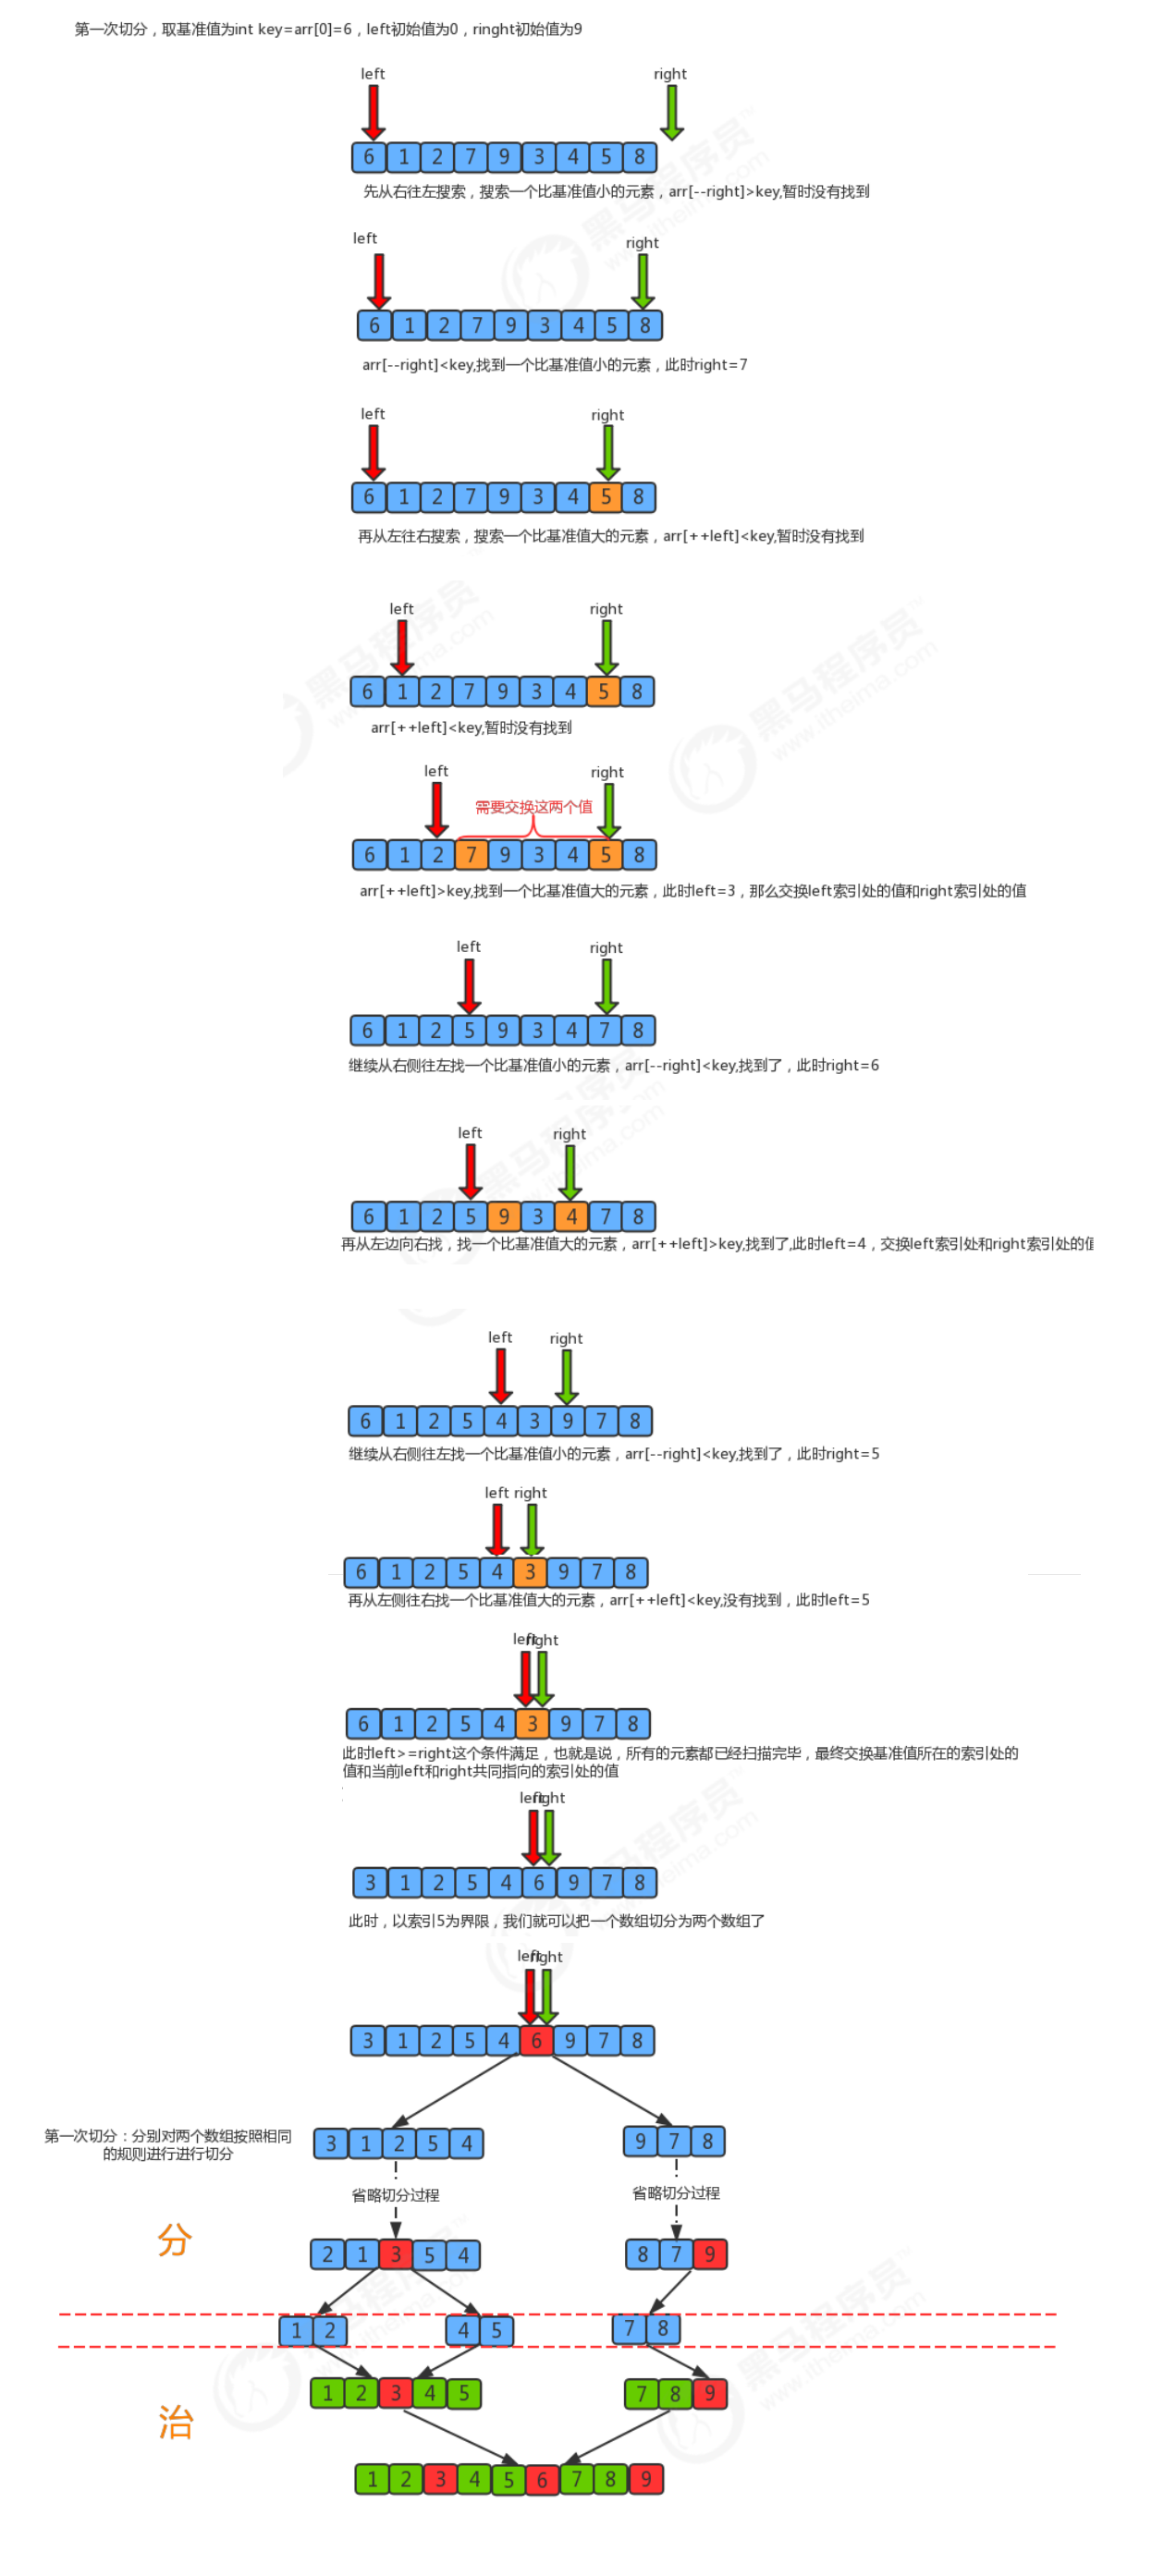 第一次切分，取基准值为int key=arr[0]=6，left初始值为0，ringht初始值为9
left right
6 1 2 7 9 3 4 5 8
先从右往左搜索，搜索一个比基准值小的元素，arr[--right]>key,暂时没有找到
left right
6 1 2 7 9 3 4 5 8
arr[--right]<key,找到一个比基准值小的元素，此时right=7
left right
6 1 2 7 9 3 4 5 8
再从左往右搜索，搜索一个比基准值大的元素，arr[++left]<key,暂时没有找到
left right
6 1 2 7 9 3 4 5 8
arr[++left]<key,暂时没有找到
left right
需要交换这两个值
6 1 2 7 9 3 4 5 8
arr[++left]>key,找到一个比基准值大的元素，此时left=3，那么交换left索引处的值和right索引处的值
left right
6 1 2 5 9 3 4 7 8
继续从右侧往左找一个比基准值小的元素，arr[--right]<key,找到了，此时right=6
left right
6 1 2 5 9 3 4 7 8
再从左边向右找，找一个比基准值大的元素，arr[++left]>key,找到了,此时left=4，交换left索引处和right索引处的
left right
6 1 2 5 4 3 9 7 8
继续从右侧往左找一个比基准值小的元素，arr[--right]<key,找到了，此时right=5
left right
6 1 2 5 4 3 9 7 8
再从左侧往右找一个比基准值大的元素，arr[++left]<key,没有找到，此时left=5
left right
6 1 2 5 4 3 9 7 8
此时left>=right这个条件满足，也就是说，所有的元素都已经扫描完毕，最终交换基准值所在的索引处的
值和当前left和right共同指向的索引处的值
left right
3 1 2 5 4 6 9 7 8
此时，以索引5为界限，我们就可以把一个数组切分为两个数组了
left right
3 1 2 5 4 6 9 7 8
第一次切分：分别对两个数组按照相同
的规则进行进行切分
3 1 2 5 4 9 7 8
省略切分过程 省略切分过程
分
2 1 3 5 4 8 7 9
1 2 4 5 7 8
1 2 3 4 5 7 8 9
治
1 2 3 4 5 6 7 8 9
黑马程序员
www.itheima.com